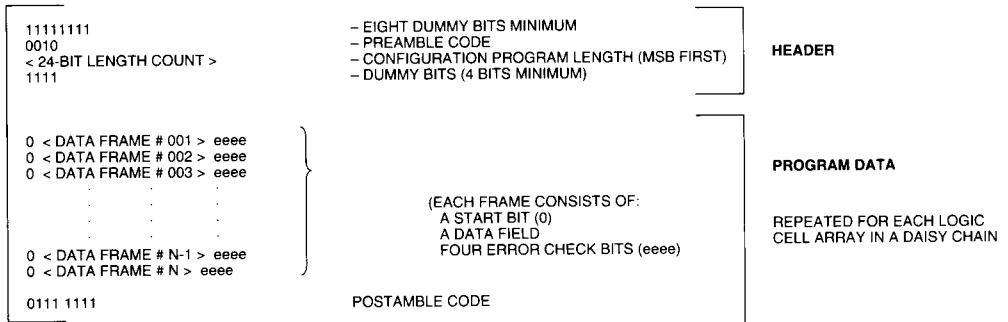 11111111 – EIGHT DUMMY BITS MINIMUM
0010 – PREAMBLE CODE
< 24-BIT LENGTH COUNT > – CONFIGURATION PROGRAM LENGTH (MSB FIRST)
1111 – DUMMY BITS (4 BITS MINIMUM)
HEADER
0 < DATA FRAME # 001 > eeee
0 < DATA FRAME # 002 > eeee
0 < DATA FRAME # 003 > eeee
. . .
. . .
. . .
. . .
0 < DATA FRAME # N-1 > eeee
0 < DATA FRAME # N > eeee
(EACH FRAME CONSISTS OF:
A START BIT (0)
A DATA FIELD
FOUR ERROR CHECK BITS (eeee)
0111 1111 POSTAMBLE CODE
PROGRAM DATA
REPEATED FOR EACH LOGIC
CELL ARRAY IN A DAISY CHAIN